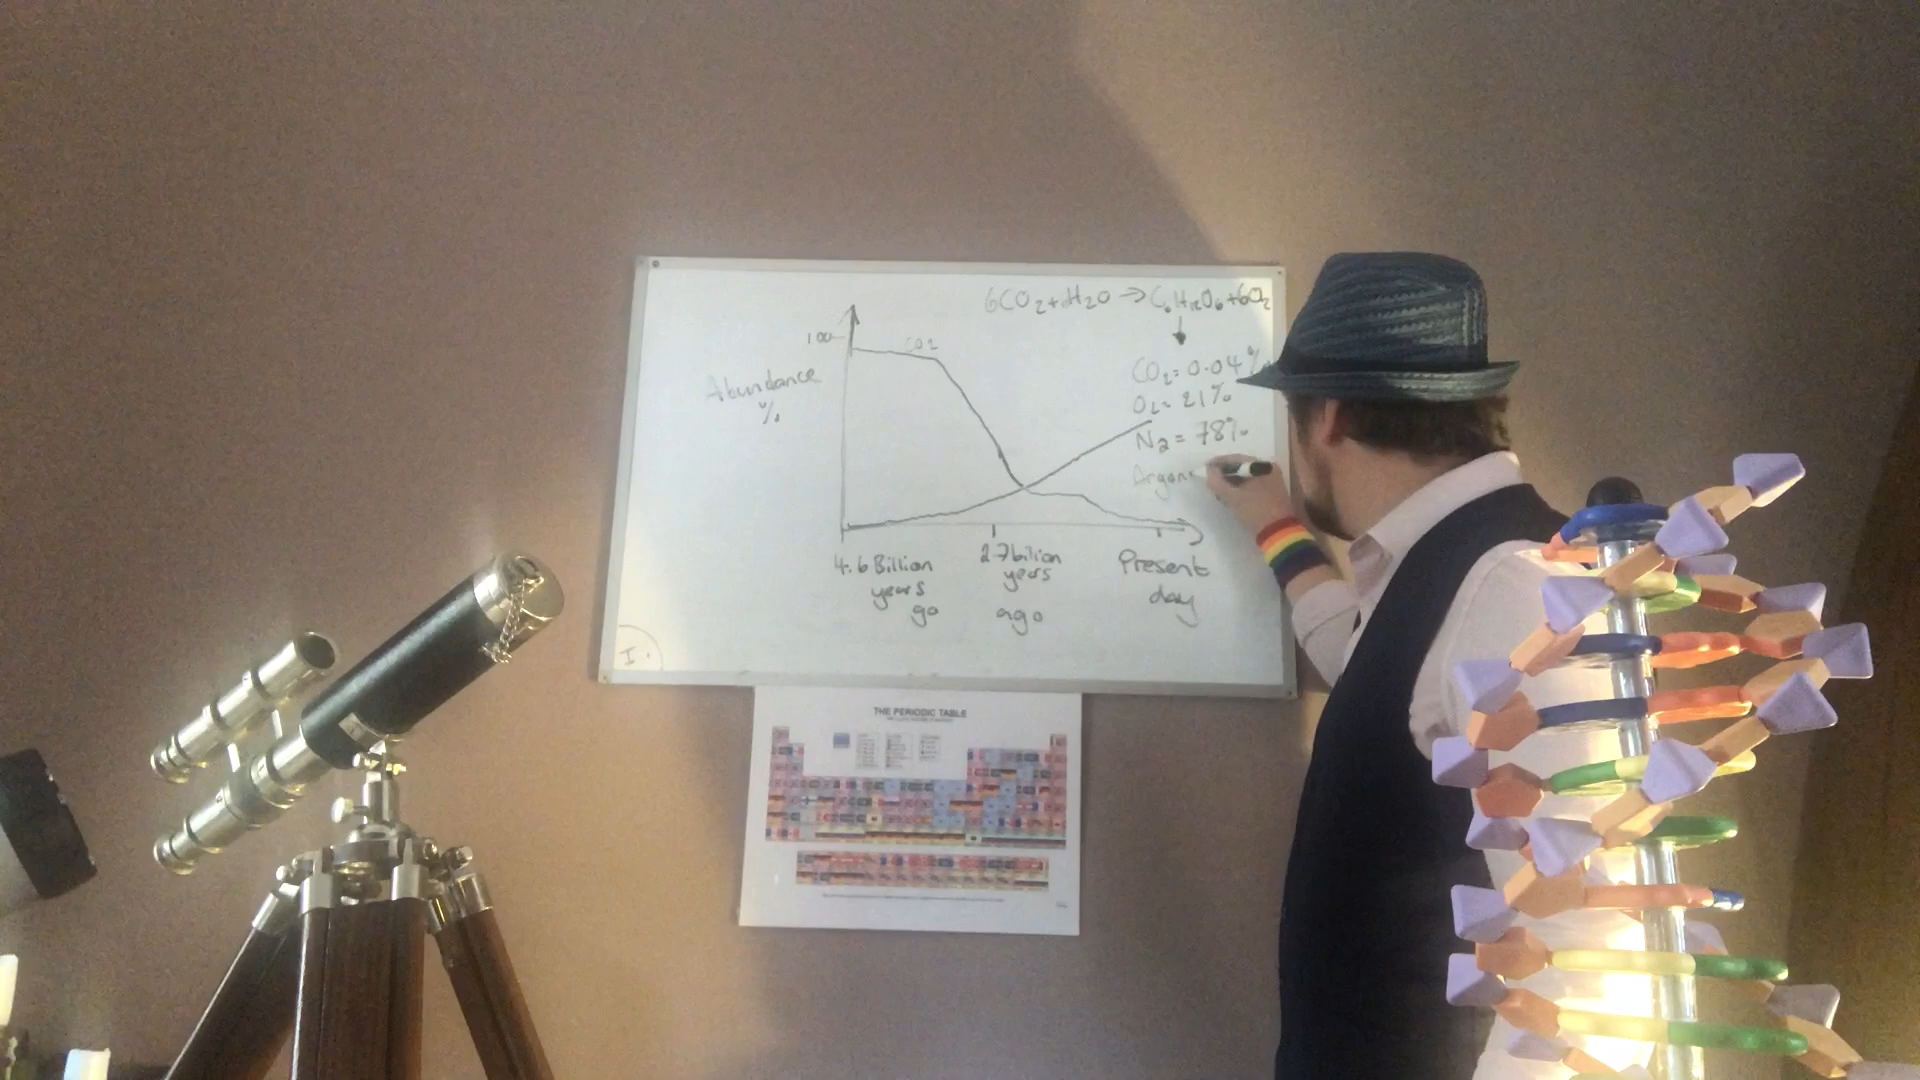 6CO₂+H₂O → C₆H₁₂O₆+6O₂
100
CO₂
Abundance
%
CO₂= 0.04%
O₂= 21%
N₂ = 78%
Argon
4.6 Billion
years
go
2.7 bilion
years
ago
Present
day
I.
THE PERIODIC TABLE